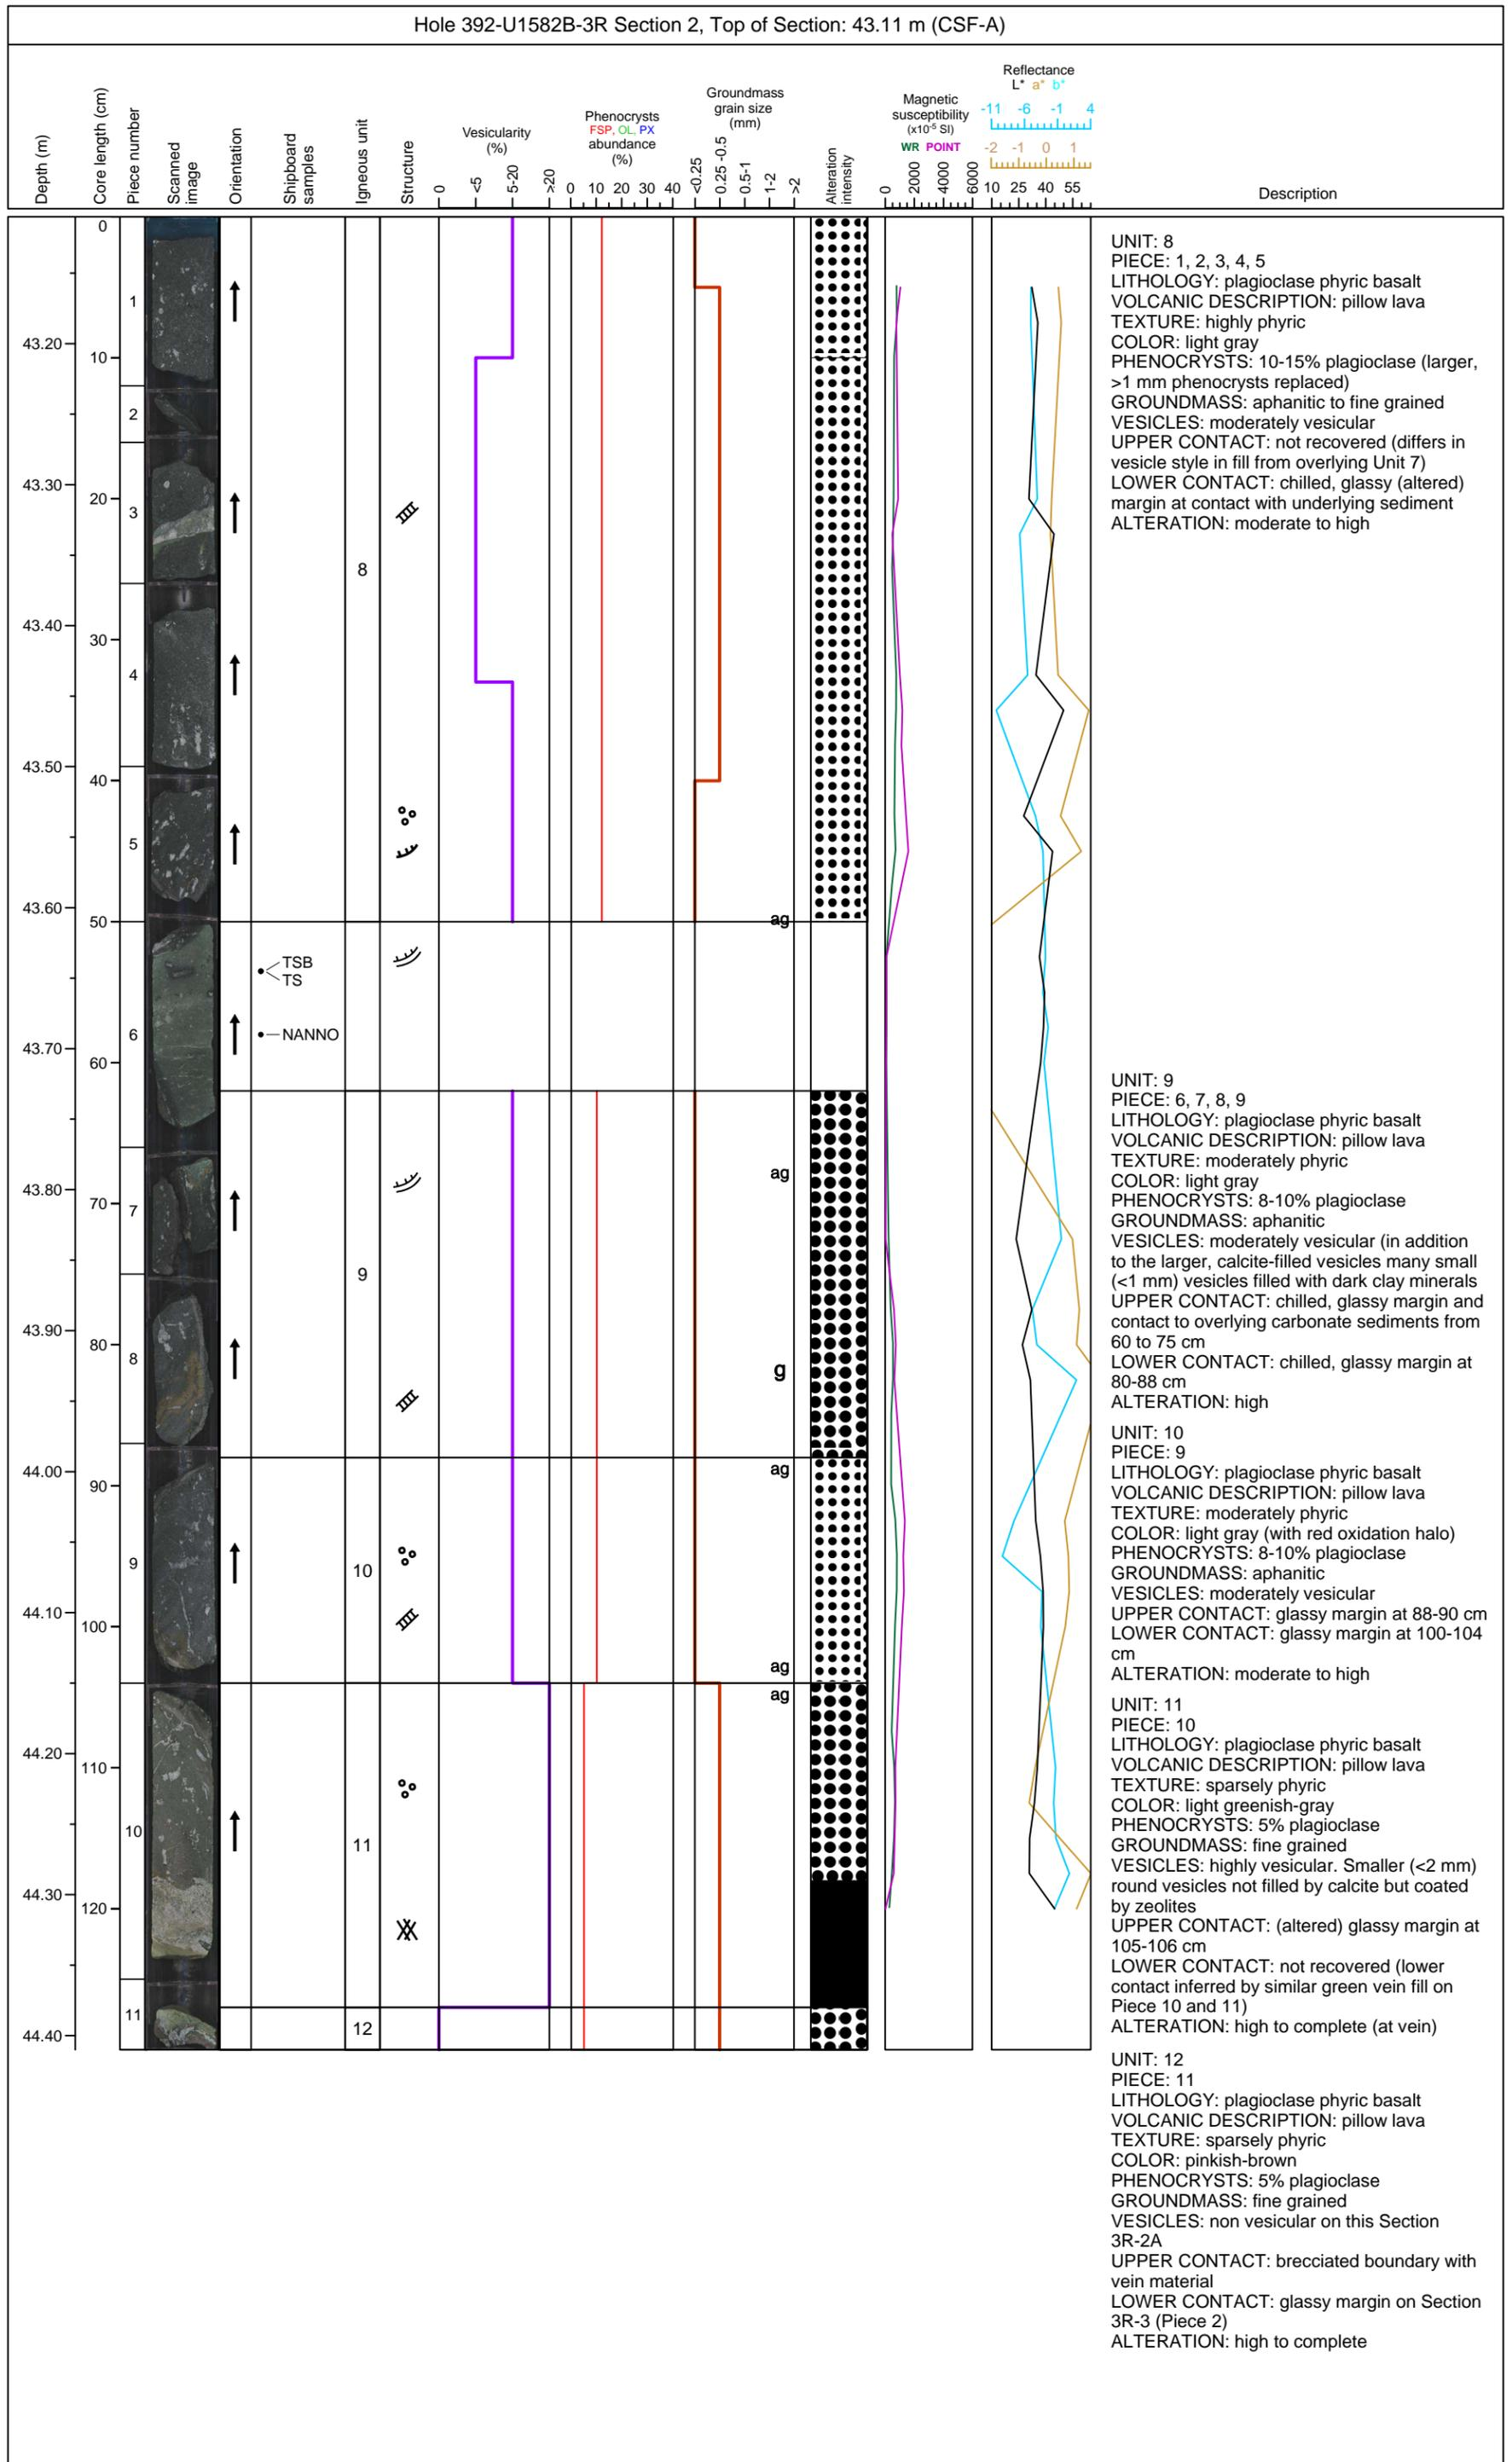 Hole 392-U1582B-3R Section 2, Top of Section: 43.11 m (CSF-A)
Depth (m)
Core length (cm)
Piece number
Scanned
image
Orientation
Shipboard
samples
Igneous unit
Structure
Vesicularity
(%)
0
<5
5-20
>20
Phenocrysts
FSP, OL, PX
abundance
(%)
0 10 20 30 40
Groundmass
grain size
(mm)
<0.25
0.25 -0.5
0.5-1
1-2
>2
Alteration
intensity
Magnetic
susceptibility
(x10-5 SI)
WR POINT
0
2000
4000
6000
Reflectance
L* a* b*
-11 -6 -1 4
-2 -1 0 1
10 25 40 55
Description
43.20
43.30
43.40
43.50
43.60
43.70
43.80
43.90
44.00
44.10
44.20
44.30
44.40
0
10
20
30
40
50
60
70
80
90
100
110
120
1
2
3
4
5
6
7
8
9
10
11
TSB
TS
NANNO
8
9
10
11
12
ag
ag
g
ag
ag
ag
UNIT: 8
PIECE: 1, 2, 3, 4, 5
LITHOLOGY: plagioclase phyric basalt
VOLCANIC DESCRIPTION: pillow lava
TEXTURE: highly phyric
COLOR: light gray
PHENOCRYSTS: 10-15% plagioclase (larger,
>1 mm phenocrysts replaced)
GROUNDMASS: aphanitic to fine grained
VESICLES: moderately vesicular
UPPER CONTACT: not recovered (differs in
vesicle style in fill from overlying Unit 7)
LOWER CONTACT: chilled, glassy (altered)
margin at contact with underlying sediment
ALTERATION: moderate to high
UNIT: 9
PIECE: 6, 7, 8, 9
LITHOLOGY: plagioclase phyric basalt
VOLCANIC DESCRIPTION: pillow lava
TEXTURE: moderately phyric
COLOR: light gray
PHENOCRYSTS: 8-10% plagioclase
GROUNDMASS: aphanitic
VESICLES: moderately vesicular (in addition
to the larger, calcite-filled vesicles many small
(<1 mm) vesicles filled with dark clay minerals
UPPER CONTACT: chilled, glassy margin and
contact to overlying carbonate sediments from
60 to 75 cm
LOWER CONTACT: chilled, glassy margin at
80-88 cm
ALTERATION: high
UNIT: 10
PIECE: 9
LITHOLOGY: plagioclase phyric basalt
VOLCANIC DESCRIPTION: pillow lava
TEXTURE: moderately phyric
COLOR: light gray (with red oxidation halo)
PHENOCRYSTS: 8-10% plagioclase
GROUNDMASS: aphanitic
VESICLES: moderately vesicular
UPPER CONTACT: glassy margin at 88-90 cm
LOWER CONTACT: glassy margin at 100-104
cm
ALTERATION: moderate to high
UNIT: 11
PIECE: 10
LITHOLOGY: plagioclase phyric basalt
VOLCANIC DESCRIPTION: pillow lava
TEXTURE: sparsely phyric
COLOR: light greenish-gray
PHENOCRYSTS: 5% plagioclase
GROUNDMASS: fine grained
VESICLES: highly vesicular. Smaller (<2 mm)
round vesicles not filled by calcite but coated
by zeolites
UPPER CONTACT: (altered) glassy margin at
105-106 cm
LOWER CONTACT: not recovered (lower
contact inferred by similar green vein fill on
Piece 10 and 11)
ALTERATION: high to complete (at vein)
UNIT: 12
PIECE: 11
LITHOLOGY: plagioclase phyric basalt
VOLCANIC DESCRIPTION: pillow lava
TEXTURE: sparsely phyric
COLOR: pinkish-brown
PHENOCRYSTS: 5% plagioclase
GROUNDMASS: fine grained
VESICLES: non vesicular on this Section
3R-2A
UPPER CONTACT: brecciated boundary with
vein material
LOWER CONTACT: glassy margin on Section
3R-3 (Piece 2)
ALTERATION: high to complete